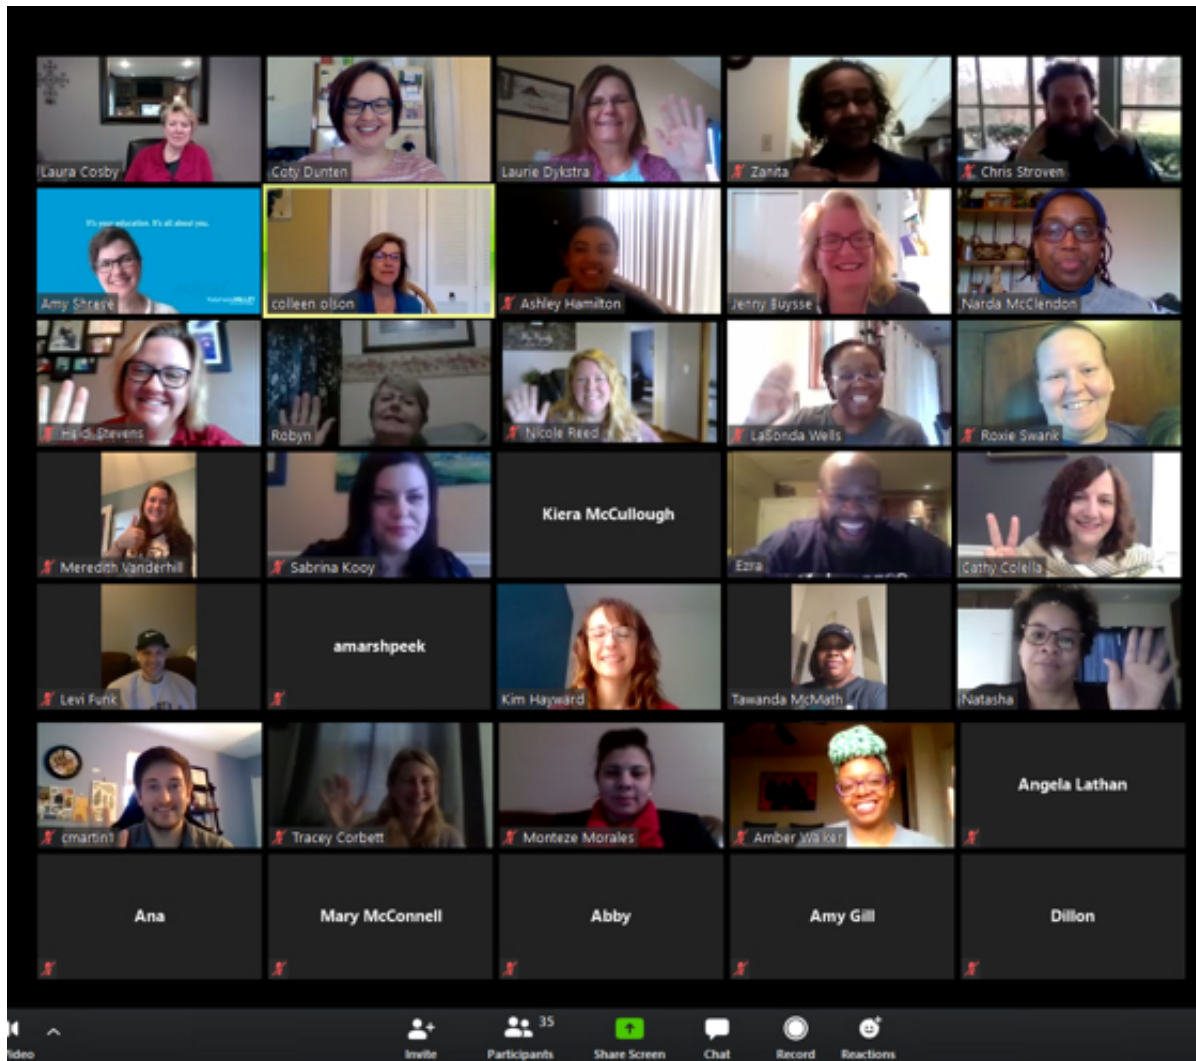 Laura Cosby
Coty Dunten
Laurie Dykstra
Zanita
Chris Stroven
It's your education. It's all about you.
Amy Shreve
colleen olson
Ashley Hamilton
Jenny Buysse
Narda McClendon
Heidi Stevens
Robyn
Nicole Reed
LaSonda Wells
Roxie Swank
Meredith Vanderhill
Sabrina Kooy
Kiera McCullough
Ezra
Cathy Colella
Levi Funk
amarshpeek
Kim Hayward
Tawanda McMath
Natasha
cmartin1
Tracey Corbett
Monteze Morales
Amber Walker
Angela Lathan
Ana
Mary McConnell
Abby
Amy Gill
Dillon
Invite
Participants
35
Share Screen
Chat
Record
Reactions